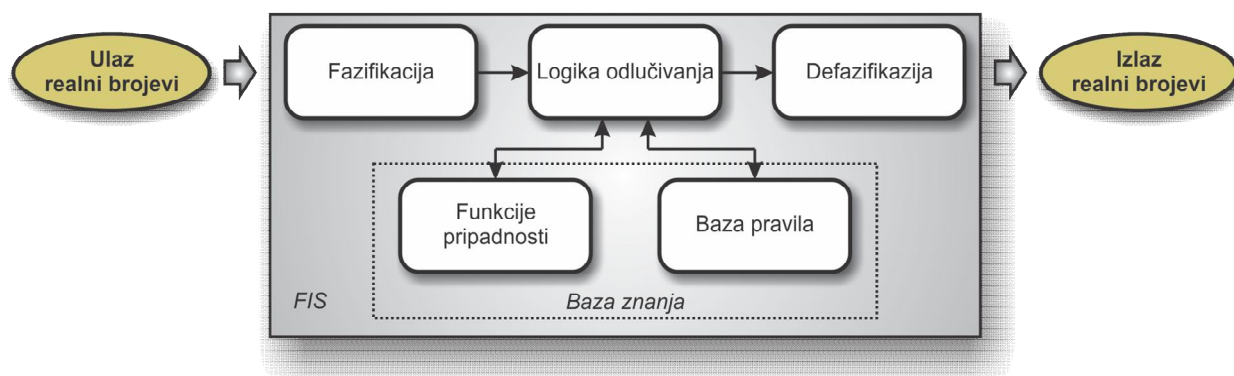 Ulaz
realni brojevi
Fazifikacija
Logika odlučivanja
Defazifikazija
Izlaz
realni brojevi
Funkcije
pripadnosti
Baza pravila
FIS
Baza znanja